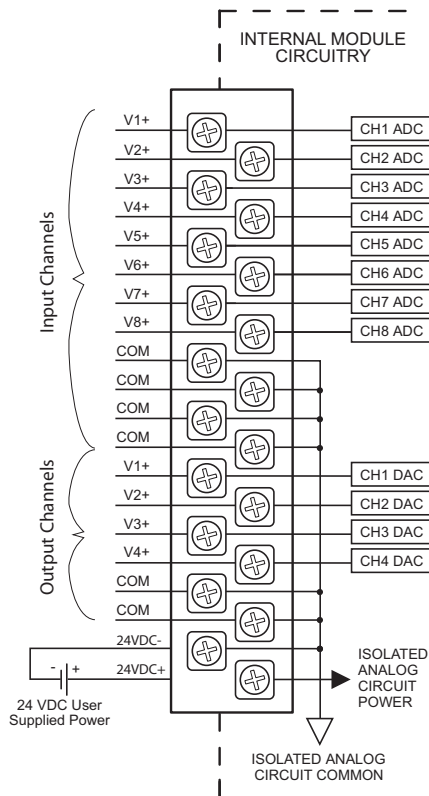 INTERNAL MODULE
CIRCUITRY
Input Channels
V1+
CH1 ADC
V2+
CH2 ADC
V3+
CH3 ADC
V4+
CH4 ADC
V5+
CH5 ADC
V6+
CH6 ADC
V7+
CH7 ADC
V8+
CH8 ADC
COM
COM
COM
COM
Output Channels
V1+
CH1 DAC
V2+
CH2 DAC
V3+
CH3 DAC
V4+
CH4 DAC
COM
COM
24VDC-
24VDC+
- +
24 VDC User
Supplied Power
ISOLATED
ANALOG
CIRCUIT
POWER
ISOLATED ANALOG
CIRCUIT COMMON